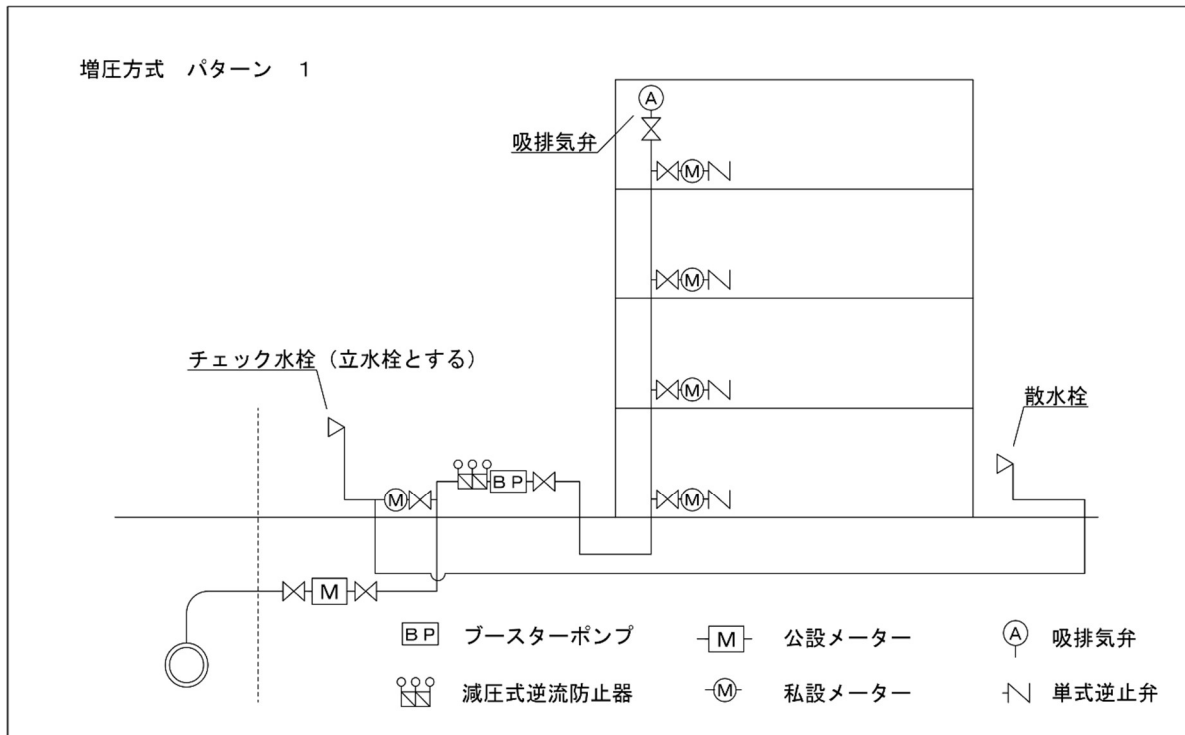 増圧方式 パターン 1
A
吸排気弁
M
M
チェック水栓（立水栓とする）
M
散水栓
BP
M
M
M
BP ブースターポンプ
M 公設メーター
A 吸排気弁
減圧式逆流防止器
M 私設メーター
単式逆止弁